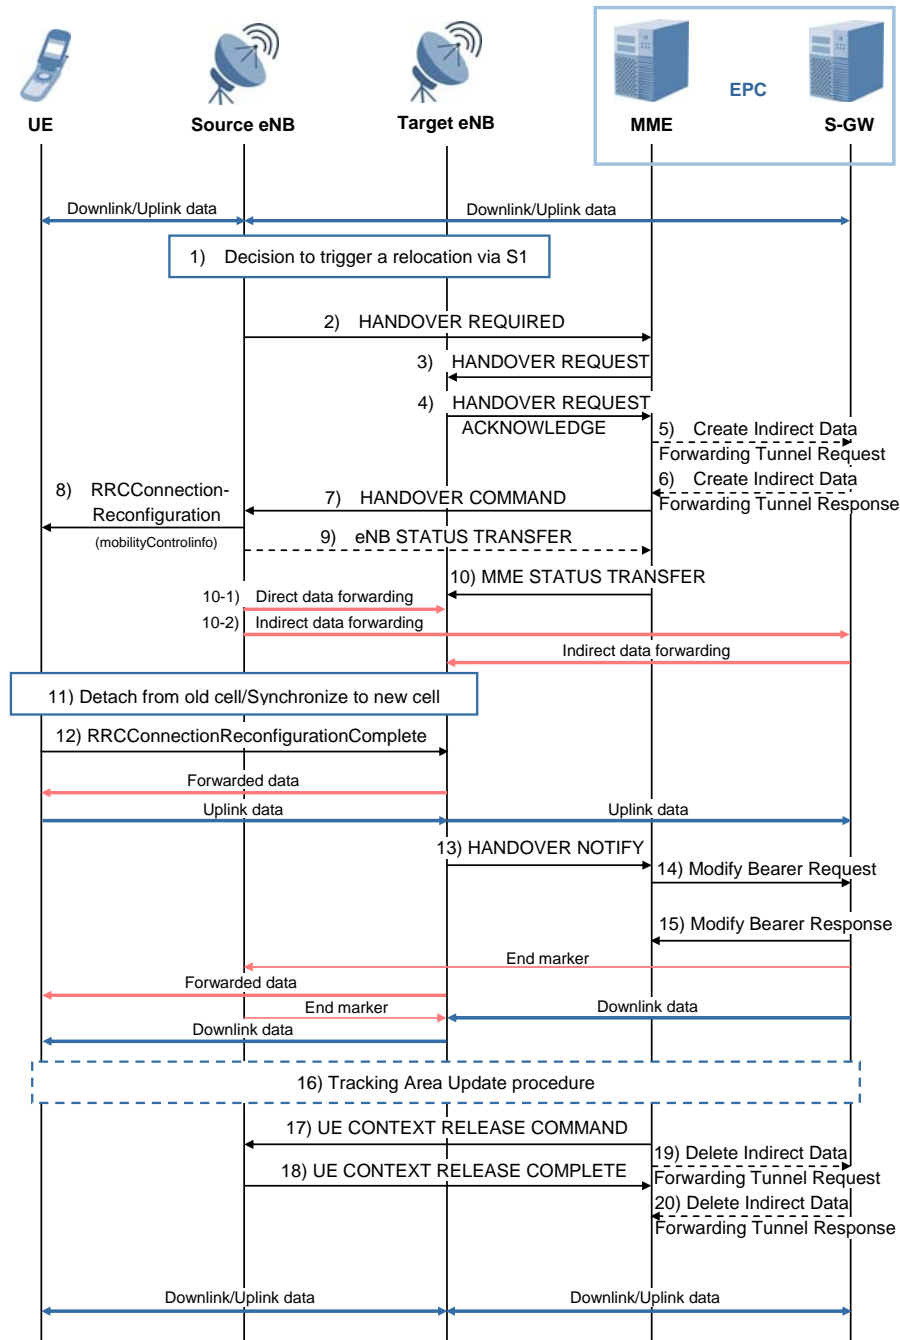 EPC
UE
Source eNB
Target eNB
MME
S-GW
Downlink/Uplink data
Downlink/Uplink data
1) Decision to trigger a relocation via S1
2) HANDOVER REQUIRED
3) HANDOVER REQUEST
4) HANDOVER REQUEST
ACKNOWLEDGE
5) Create Indirect Data
Forwarding Tunnel Request
6) Create Indirect Data
Forwarding Tunnel Response
7) HANDOVER COMMAND
8) RRCConnection-
Reconfiguration
(mobilityControlinfo)
9) eNB STATUS TRANSFER
10) MME STATUS TRANSFER
10-1) Direct data forwarding
10-2) Indirect data forwarding
Indirect data forwarding
11) Detach from old cell/Synchronize to new cell
12) RRCConnectionReconfigurationComplete
Forwarded data
Uplink data
Uplink data
13) HANDOVER NOTIFY
14) Modify Bearer Request
15) Modify Bearer Response
End marker
Forwarded data
End marker
Downlink data
Downlink data
16) Tracking Area Update procedure
17) UE CONTEXT RELEASE COMMAND
18) UE CONTEXT RELEASE COMPLETE
19) Delete Indirect Data
Forwarding Tunnel Request
20) Delete Indirect Data
Forwarding Tunnel Response
Downlink/Uplink data
Downlink/Uplink data